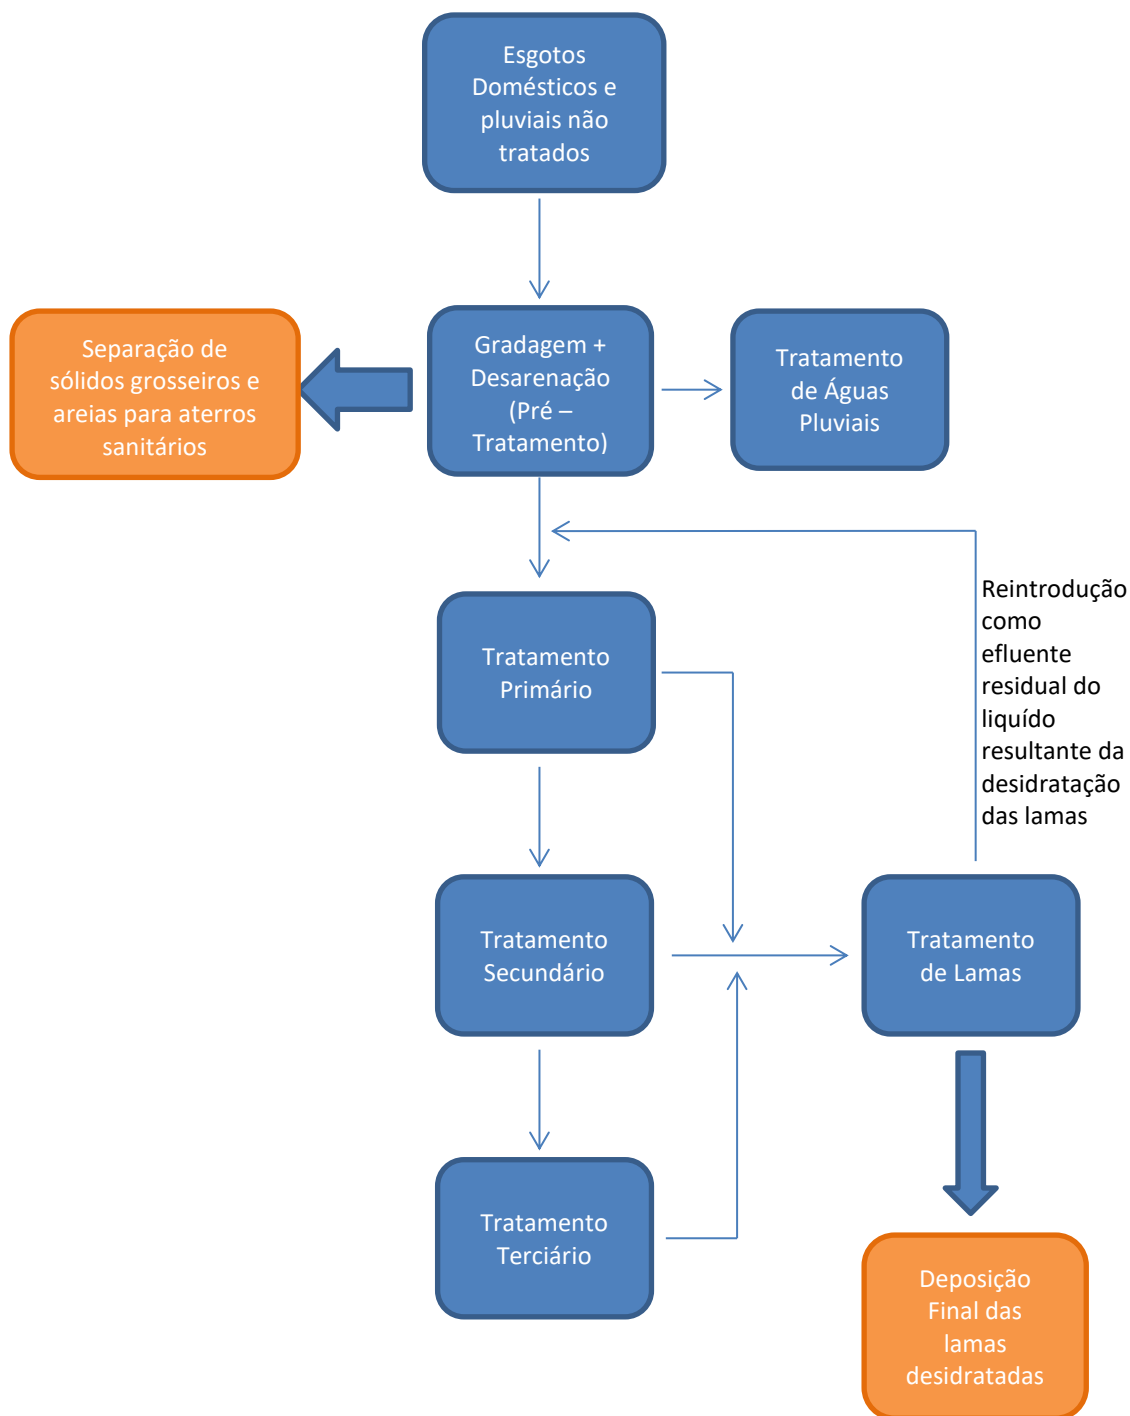 Esgotos
Domésticos e
pluviais não
tratados
Separação de
sólidos grosseiros e
areias para aterros
sanitários
Gradagem +
Desarenação
(Pré –
Tratamento)
Tratamento
de Águas
Pluviais
Reintrodução
como
efluente
residual do
liquído
resultante da
desidratação
das lamas
Tratamento
Primário
Tratamento
Secundário
Tratamento
de Lamas
Tratamento
Terciário
Deposição
Final das
lamas
desidratadas